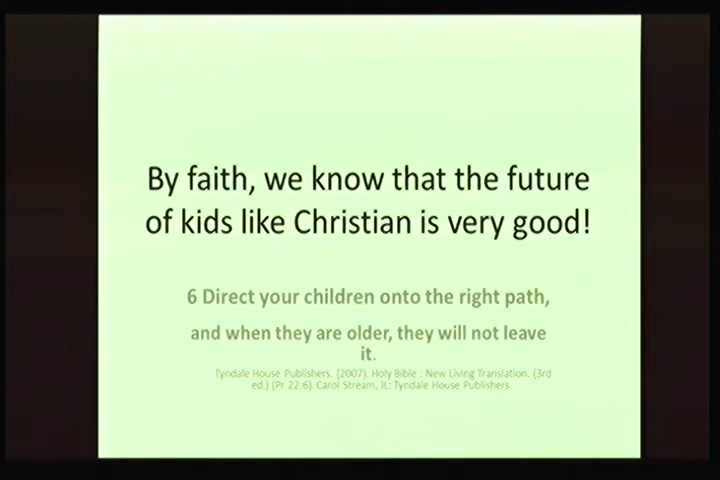 By faith, we know that the future
of kids like Christian is very good!
6 Direct your children onto the right path,
and when they are older, they will not leave
it.
Tyndale House Publishers. (2007). Holy Bible : New Living Translation. (3rd
ed.) (Pr 22:6). Carol Stream, IL: Tyndale House Publishers.